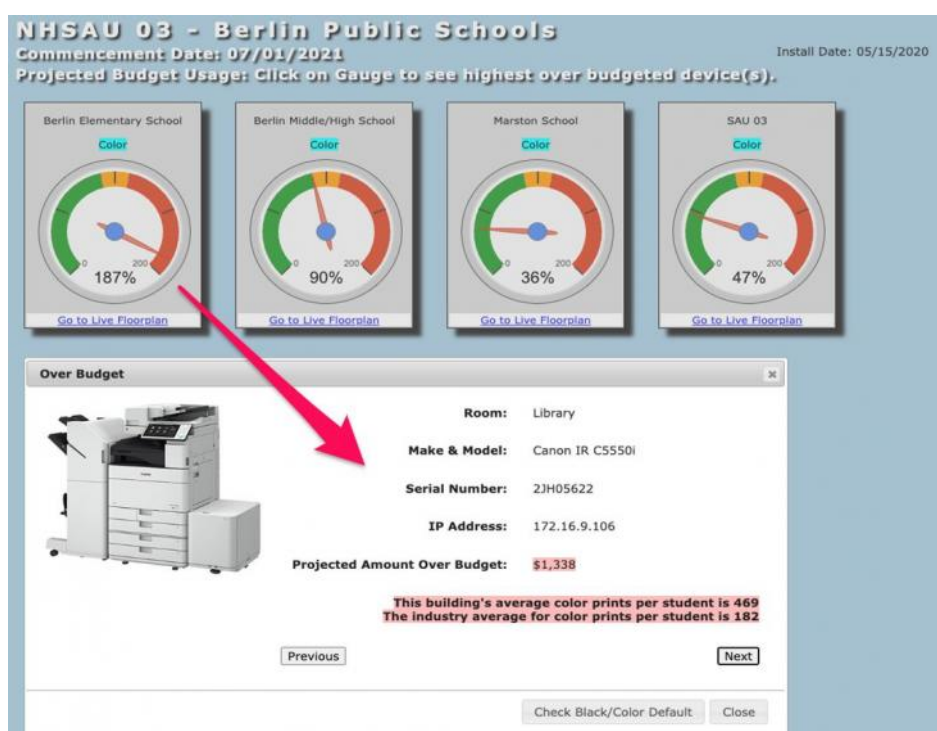 NHSAU 03 - Berlin Public Schools
Commencement Date: 07/01/2021
Install Date: 05/15/2020
Projected Budget Usage: Click on Gauge to see highest over budgeted device(s).
Berlin Elementary School
Color
0 200
187%
Go to Live Floorplan
Berlin Middle/High School
Color
0 200
90%
Go to Live Floorplan
Marston School
Color
0 200
36%
Go to Live Floorplan
SAU 03
Color
0 200
47%
Go to Live Floorplan
Over Budget
Room: Library
Make & Model: Canon IR C5550i
Serial Number: 2JH05622
IP Address: 172.16.9.106
Projected Amount Over Budget: $1,338
This building's average color prints per student is 469
The industry average for color prints per student is 182
Previous Next
Check Black/Color Default Close